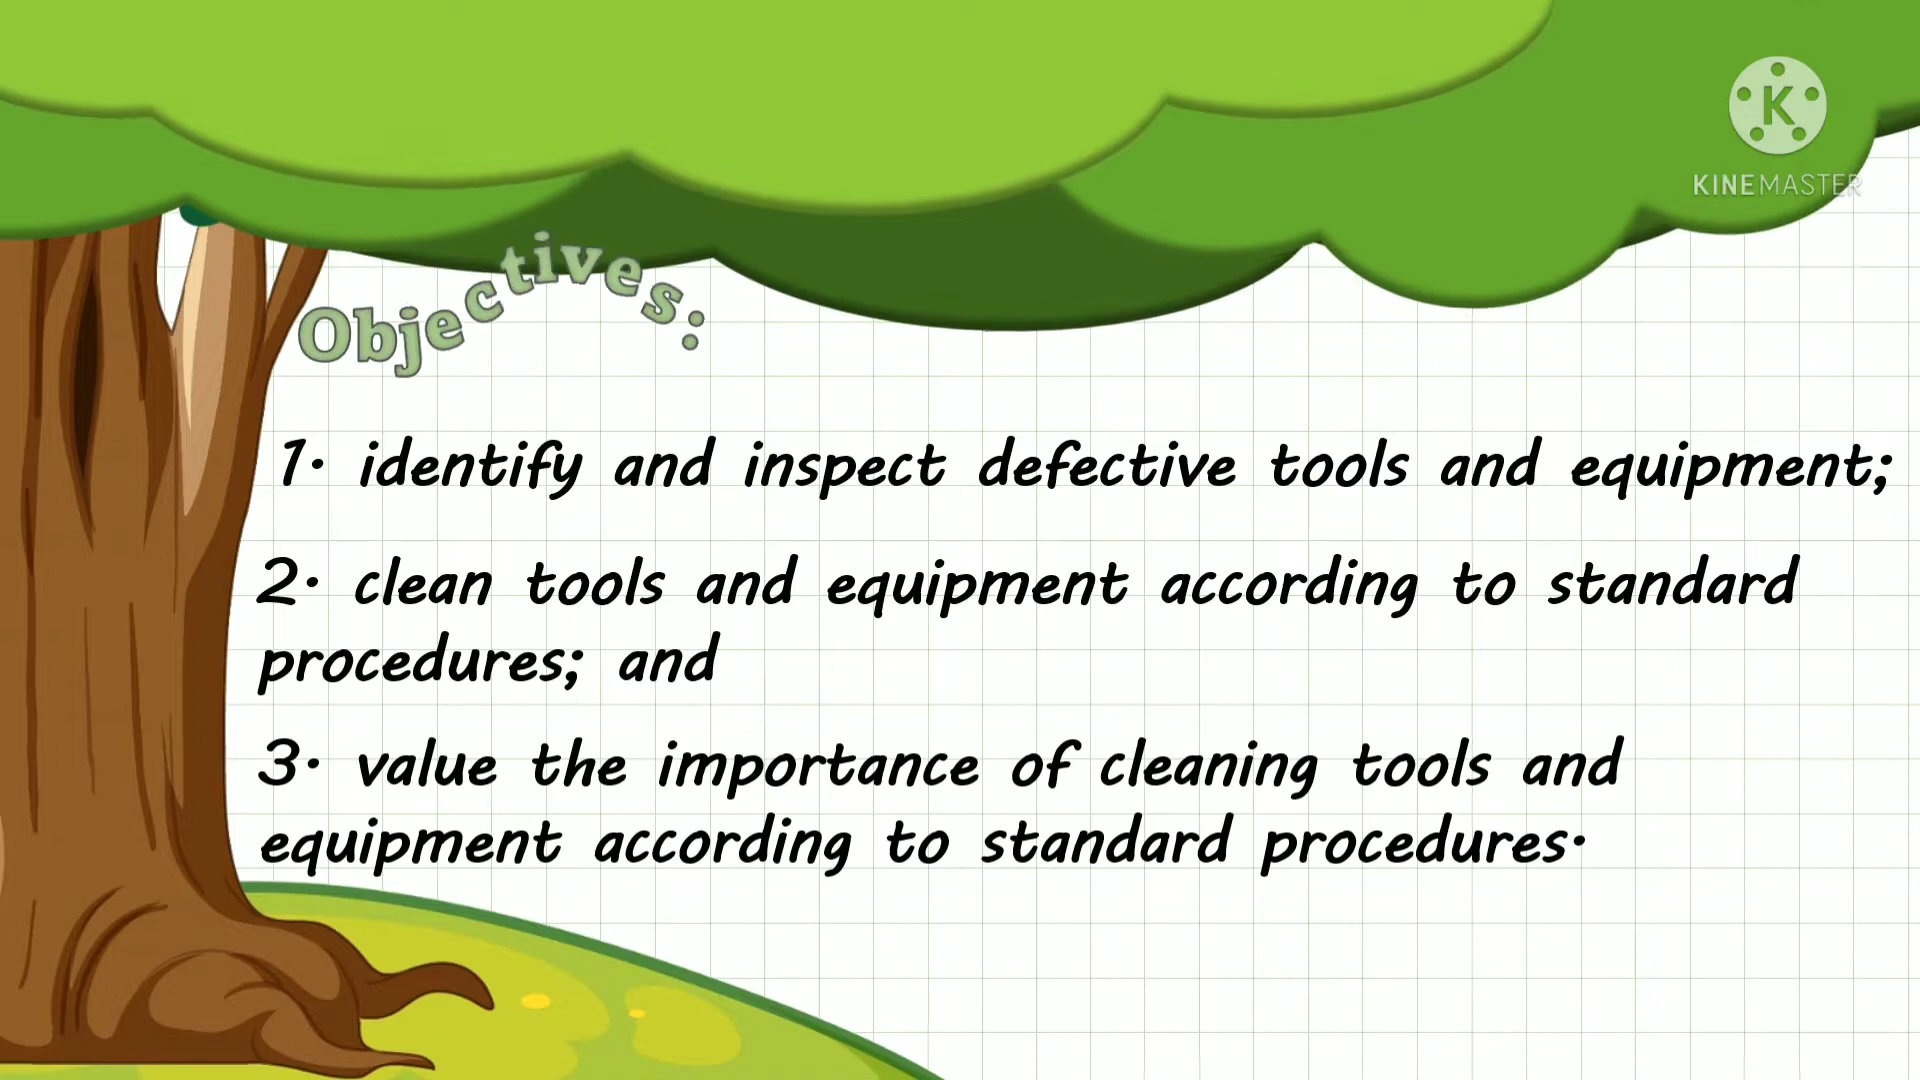 K
KINEMASTER
Objectives:
1. identify and inspect defective tools and equipment;
2. clean tools and equipment according to standard
procedures; and
3. value the importance of cleaning tools and
equipment according to standard procedures.